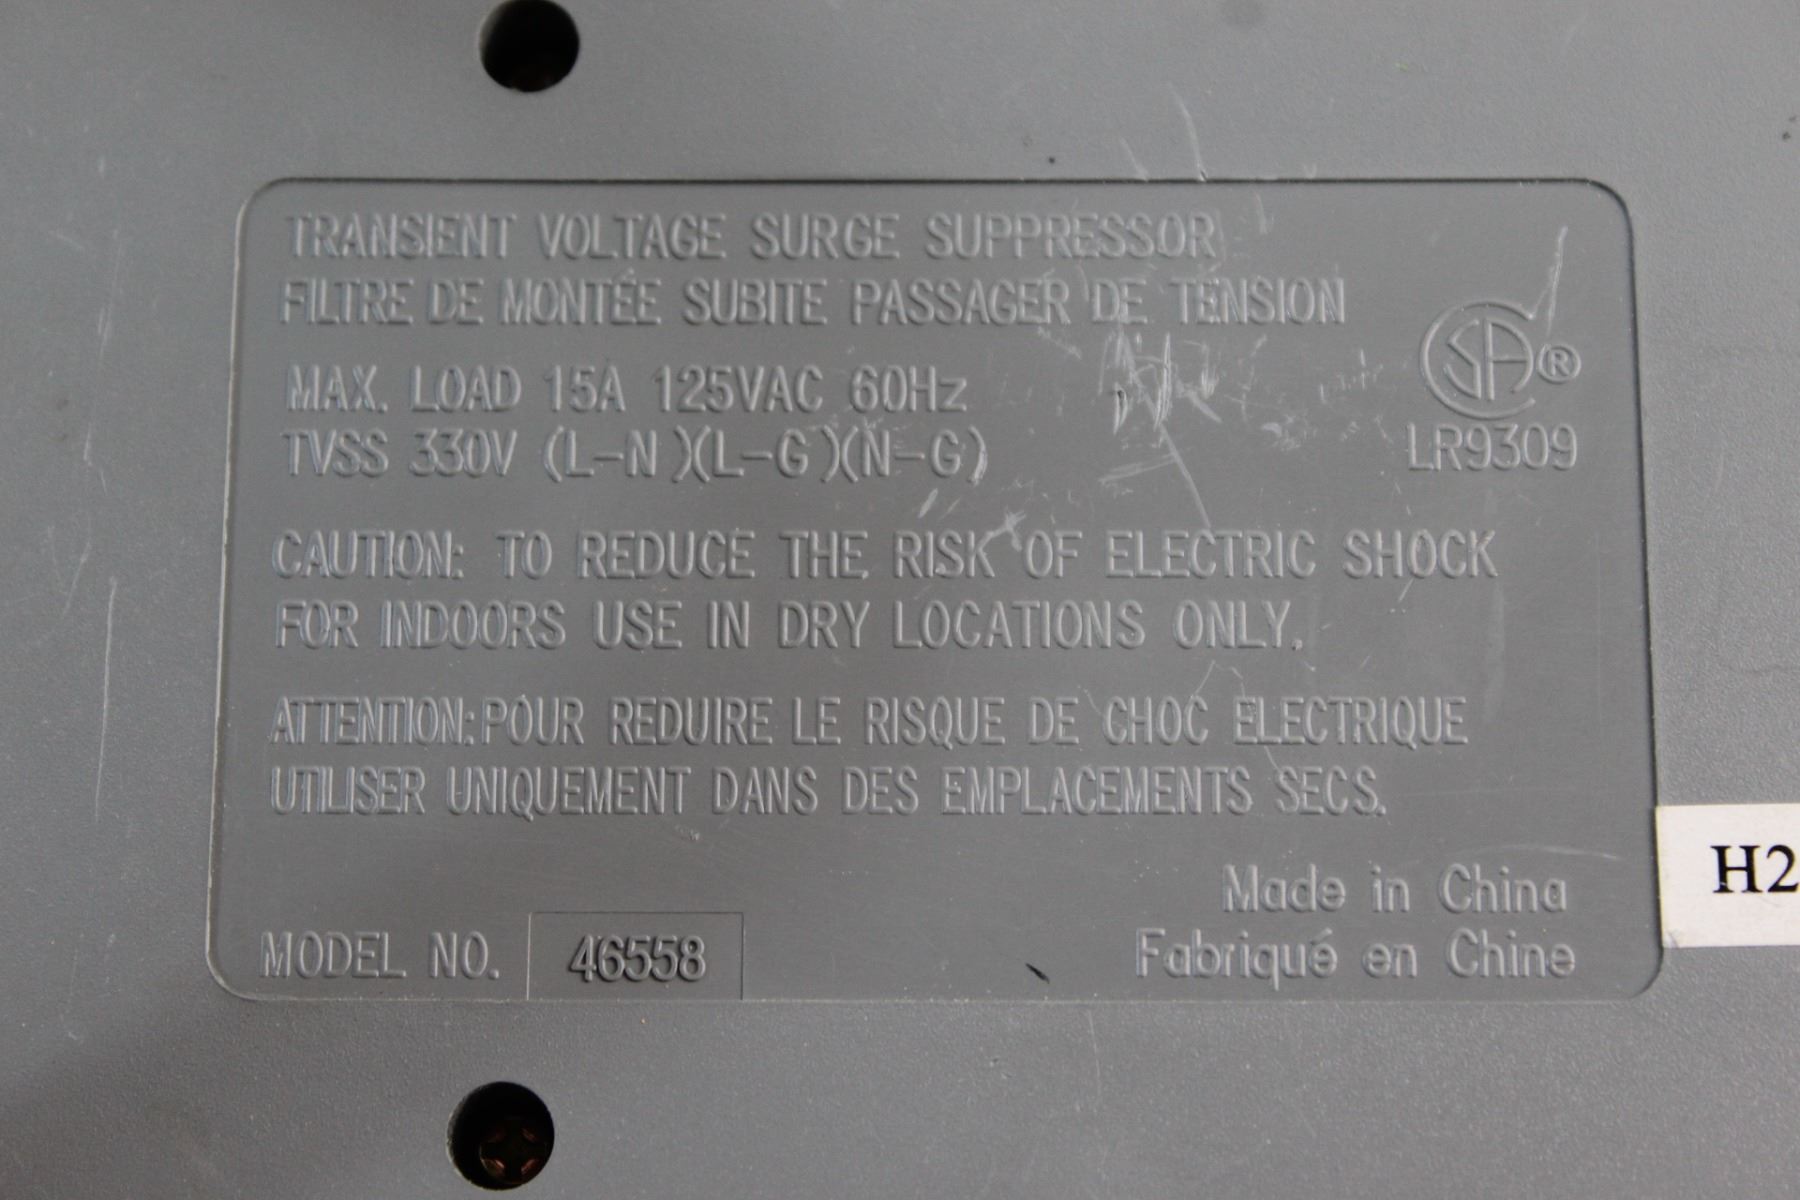 TRANSIENT VOLTAGE SURGE SUPPRESSOR
FILTRE DE MONTÉE SUBITE PASSAGER DE TENSION
MAX. LOAD 15A 125VAC 60Hz
TVSS 330V (L-N)(L-G)(N-G)
SA®
LR9309
CAUTION: TO REDUCE THE RISK OF ELECTRIC SHOCK
FOR INDOORS USE IN DRY LOCATIONS ONLY.
ATTENTION: POUR REDUIRE LE RISQUE DE CHOC ELECTRIQUE
UTILISER UNIQUEMENT DANS DES EMPLACEMENTS SECS.
H2
Made in China
Fabriqué en Chine
MODEL NO. 46558